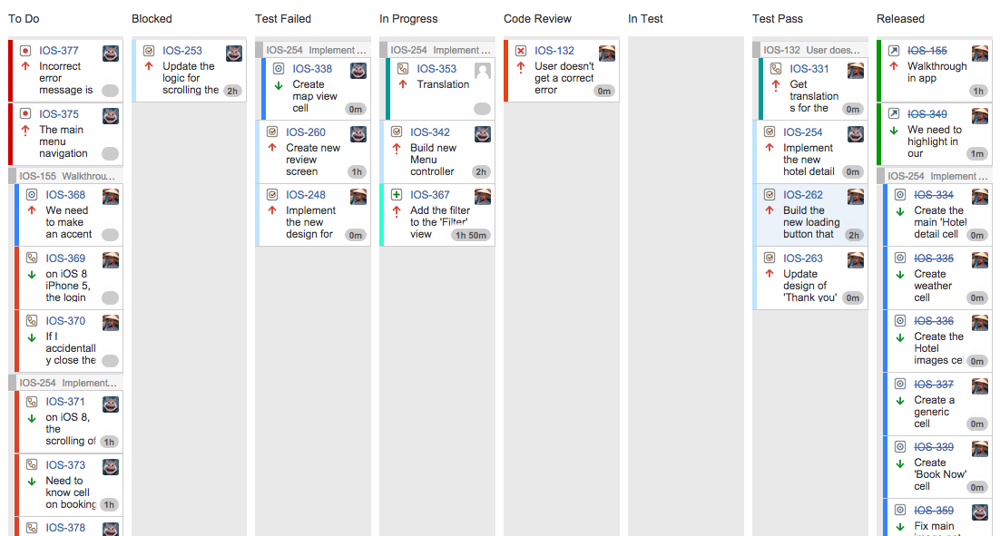 To Do
IOS-377
Incorrect
error
message is
IOS-375
The main
menu
navigation
IOS-155 Walkthrou...
IOS-368
We need
to make
an accent
IOS-369
on iOS 8
iPhone 5,
the login
IOS-370
If I
accidentall
y close the
IOS-254 Implement...
IOS-371
on iOS 8,
the
scrolling of
1h
IOS-373
Need to
know cell
on booking
1h
IOS-378
Blocked
IOS-253
Update the
logic for
scrolling the
2h
Test Failed
IOS-254 Implement ...
IOS-338
Create
map view
cell
0m
IOS-260
Create new
review
screen
1h
IOS-248
Implement
the new
design for
0m
In Progress
IOS-254 Implement ...
IOS-353
Translation
IOS-342
Build new
Menu
controller
2h
IOS-367
Add the filter
to the 'Filter'
view
1h 50m
Code Review
IOS-132
User doesn't
get a correct
error
0m
In Test
Test Pass
IOS-132 User does...
IOS-331
Get
translation
s for the
0m
IOS-254
Implement
the new
hotel detail
0m
IOS-262
Build the
new loading
button that
2h
IOS-263
Update
design of
'Thank you'
0m
Released
IOS-155
Walkthrough
in app
1h
IOS-349
We need to
highlight in
our
1m
IOS-254 Implement ...
IOS-334
Create the
main 'Hotel
detail cell
0m
IOS-335
Create
weather
cell
0m
IOS-336
Create the
Hotel
images ce
0m
IOS-337
Create a
generic
cell
0m
IOS-339
Create
'Book Now'
cell
0m
IOS-359
Fix main